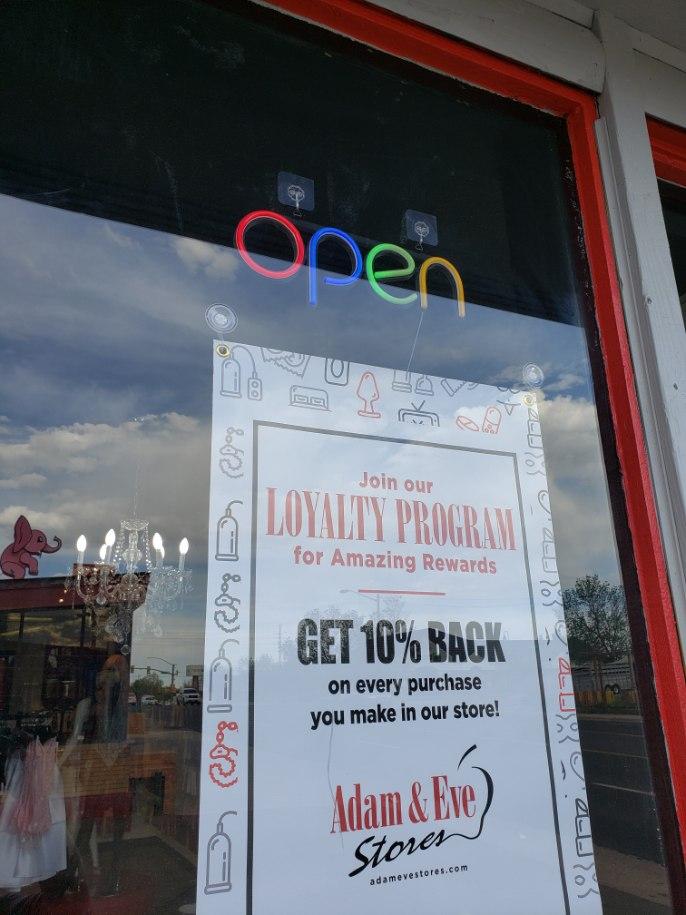 open
Join our
LOYALTY PROGRAM
for Amazing Rewards
GET 10% BACK
on every purchase
you make in our store!
Adam & Eve
Stores
adamevestores.com